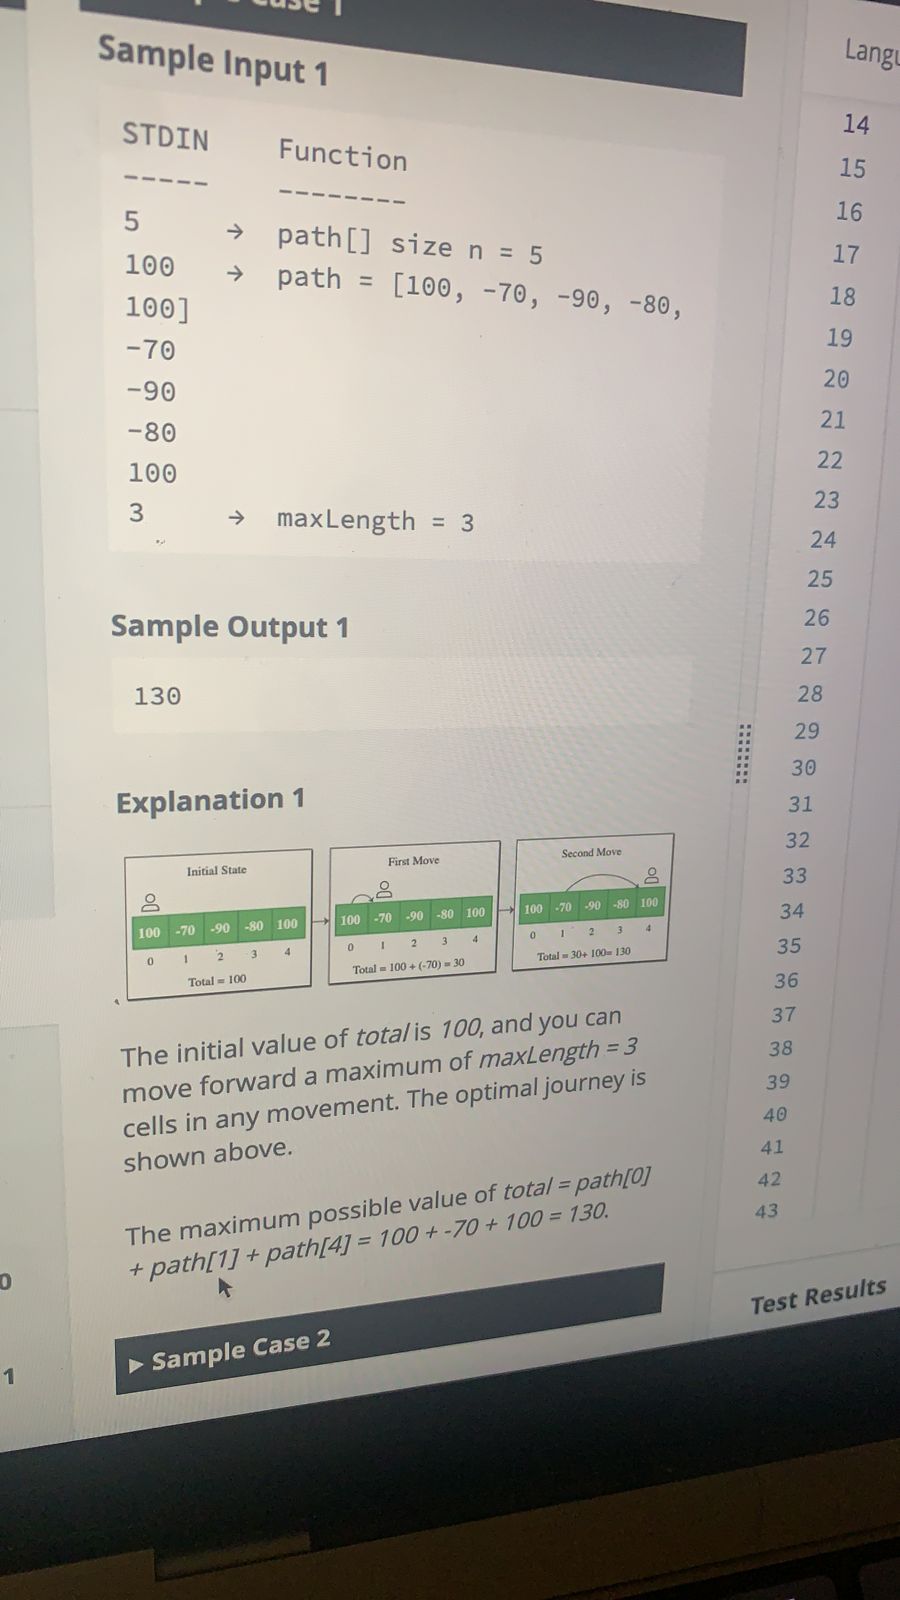 Sample Input 1
STDIN Function
----- --------
5 → path[] size n = 5
100 → path = [100, -70, -90, -80,
100]
-70
-90
-80
100
3 → maxLength = 3
Sample Output 1
130
Explanation 1
Initial State
100 -70 -90 -80 100
0 1 2 3 4
Total = 100
First Move
100 -70 -90 -80 100
0 1 2 3 4
Total = 100 + (-70) = 30
Second Move
100 -70 -90 -80 100
0 1 2 3 4
Total = 30+ 100= 130
The initial value of total is 100, and you can
move forward a maximum of maxLength = 3
cells in any movement. The optimal journey is
shown above.
The maximum possible value of total = path[0]
+ path[1] + path[4] = 100 + -70 + 100 = 130.
▶ Sample Case 2
0
1
14
15
16
17
18
19
20
21
22
23
24
25
26
27
28
29
30
31
32
33
34
35
36
37
38
39
40
41
42
43
Test Results